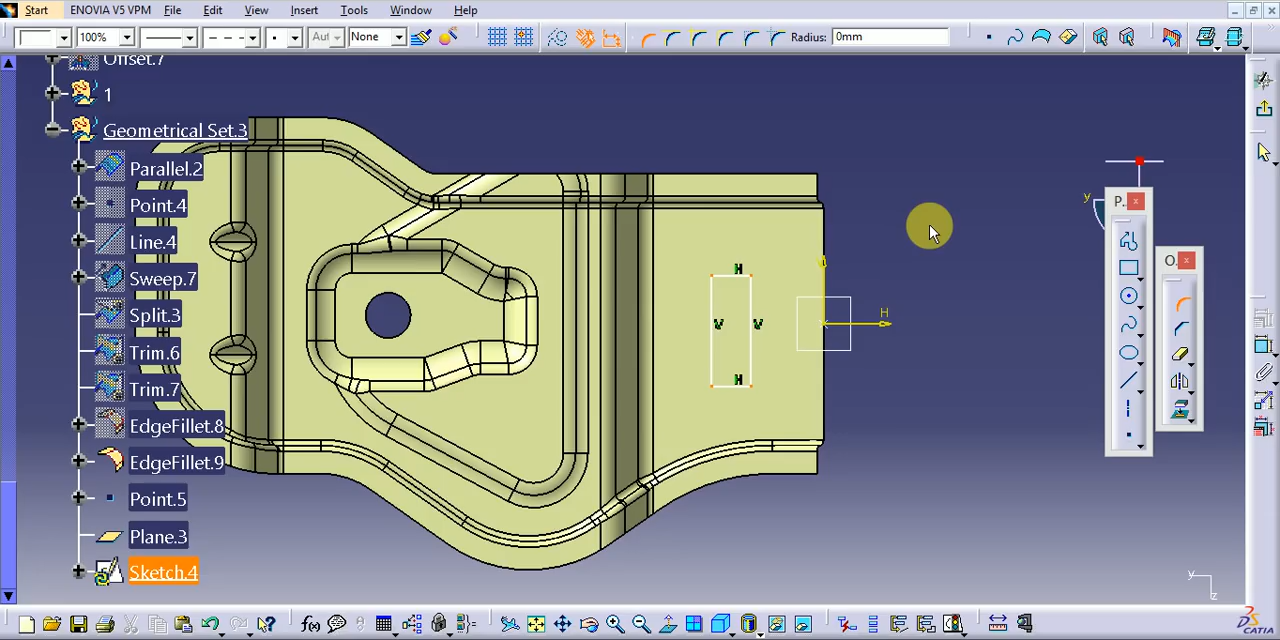 Start ENOVIA V5 VPM File Edit View Insert Tools Window Help
100% Aut None Radius: 0mm
Offset.7
1
Geometrical Set.3
Parallel.2
Point.4
Line.4
Sweep.7
Split.3
Trim.6
Trim.7
EdgeFillet.8
EdgeFillet.9
Point.5
Plane.3
Sketch.4
H
V V
H
H
y
P..
O..
y
z
f(x)
CATIA